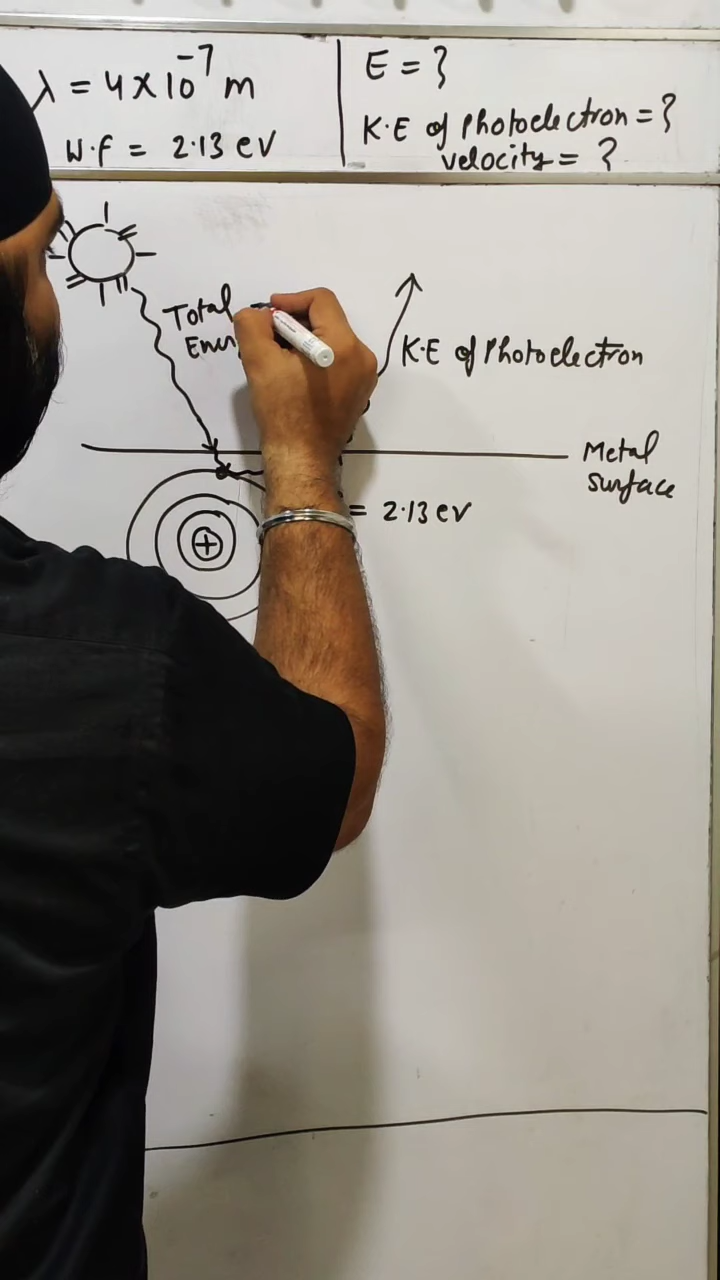 λ = 4×10⁻⁷ m
W.f = 2.13 eV
E = ?
K.E of Photoelectron = ?
velocity = ?
Total
K.E of Photoelectron
Metal
Surface
= 2.13 eV
+